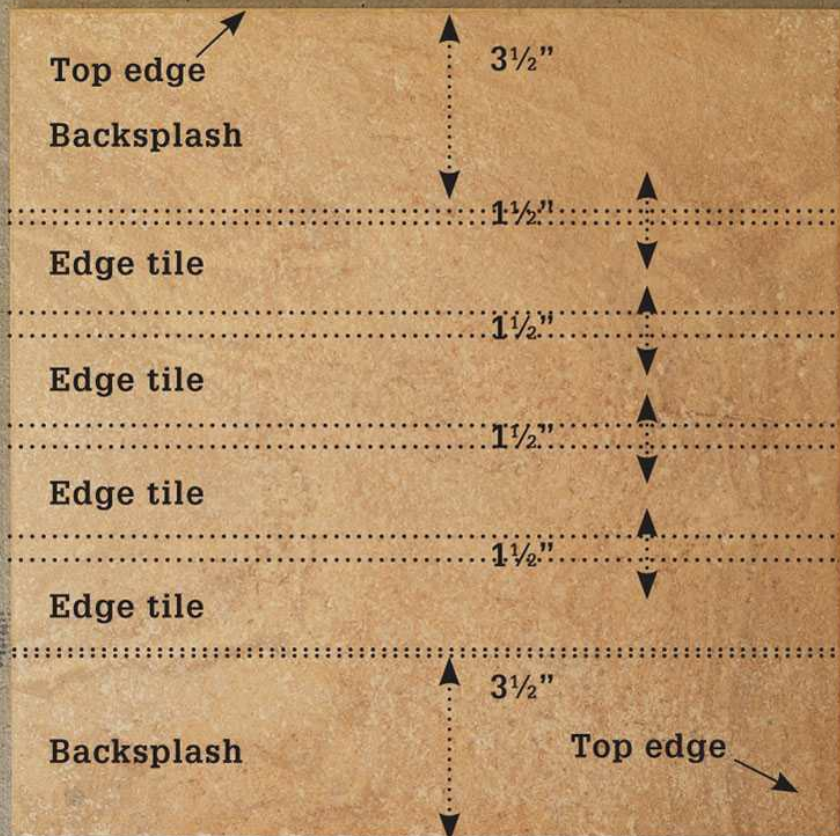 Top edge
3½”
Backsplash
1½”
Edge tile
1½”
Edge tile
1½”
Edge tile
1½”
Edge tile
3½”
Backsplash
Top edge